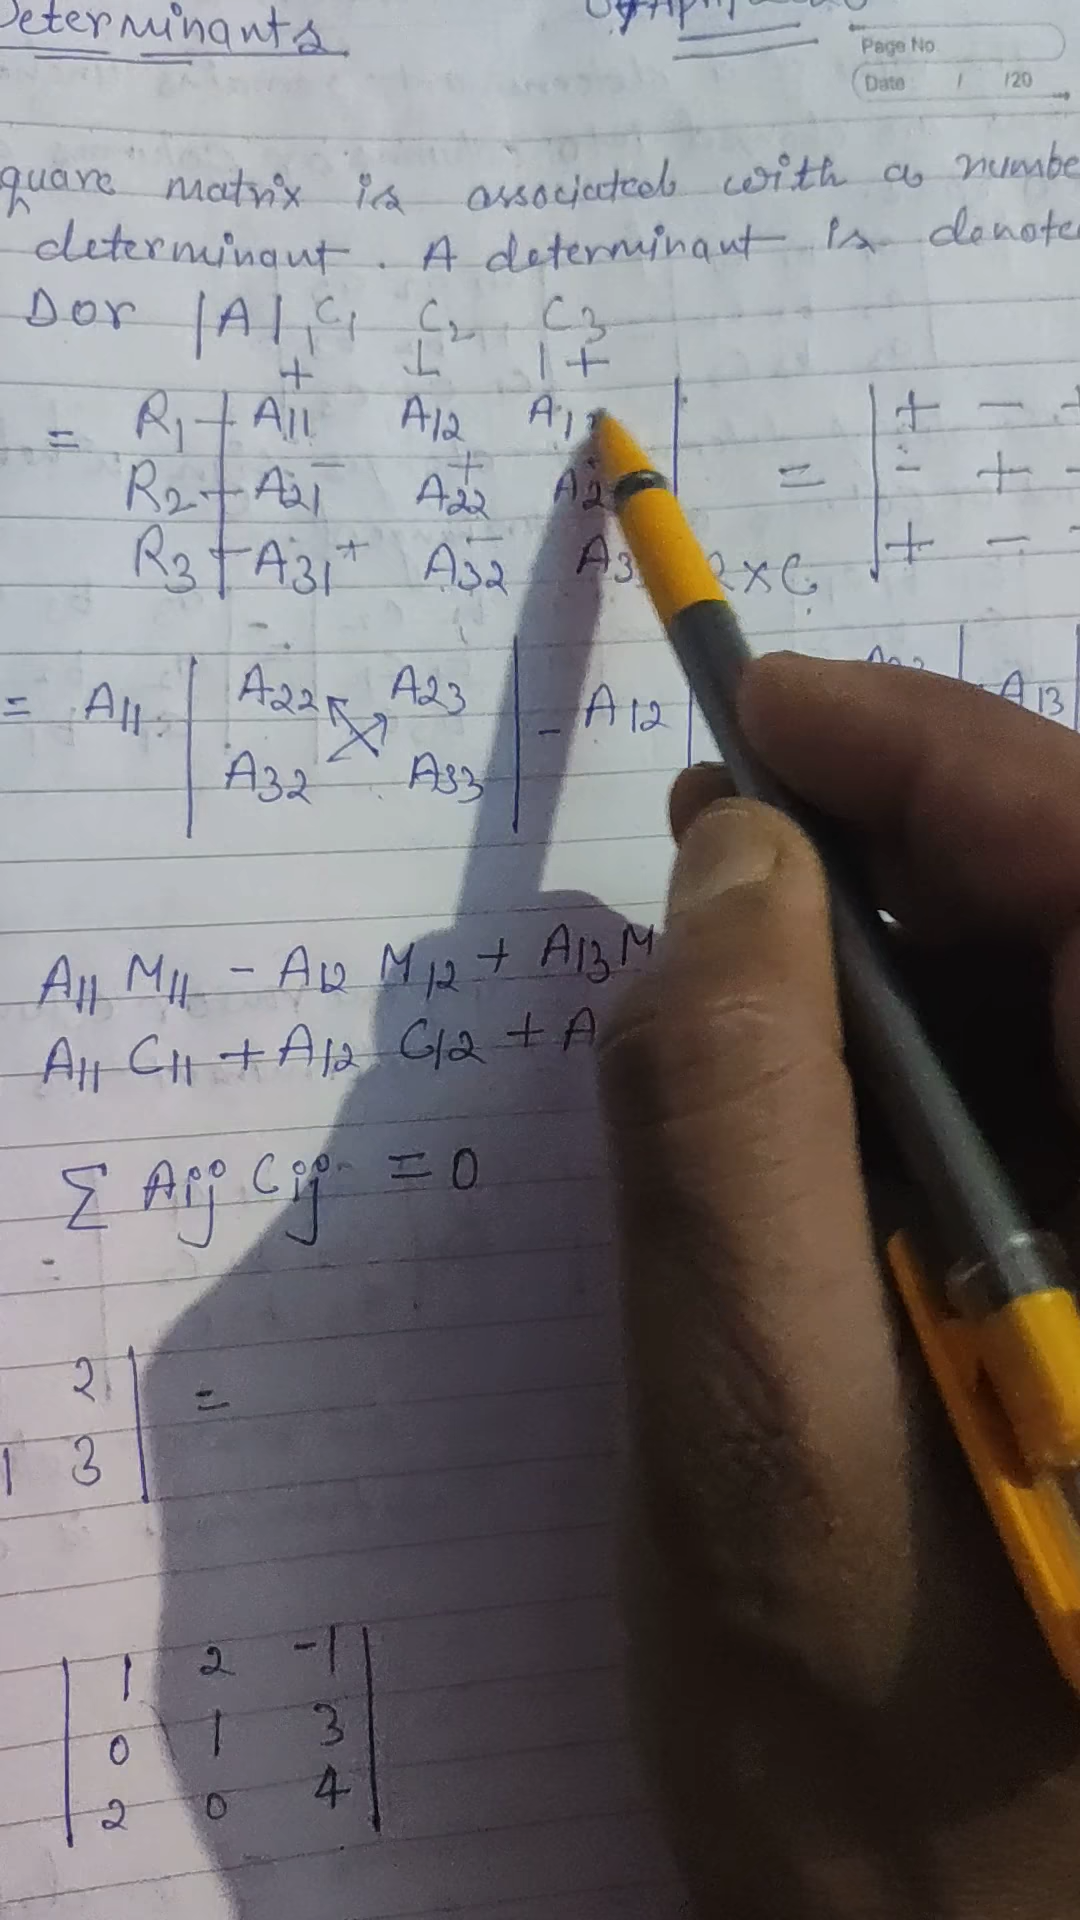 Determinants
Page No.
Date / /20
quare matrix is associated with a numbe
determinant. A determinant is denote
D or |A| C1 C2 C3
+ - +
= R1 A11 A12 = | + - +
R2 A21 - A22 + - + -
R3 A31 + A32 - R×C + - +
= A11 | A22 A23 | - A12 | A13
A32 A33
A11 M11 - A12 M12 + A13 M
A11 C11 + A12 C12 + A
Σ Aij Cij = 0
2 | =
1 3
| 1 2 -1 |
0 1 3
2 0 4